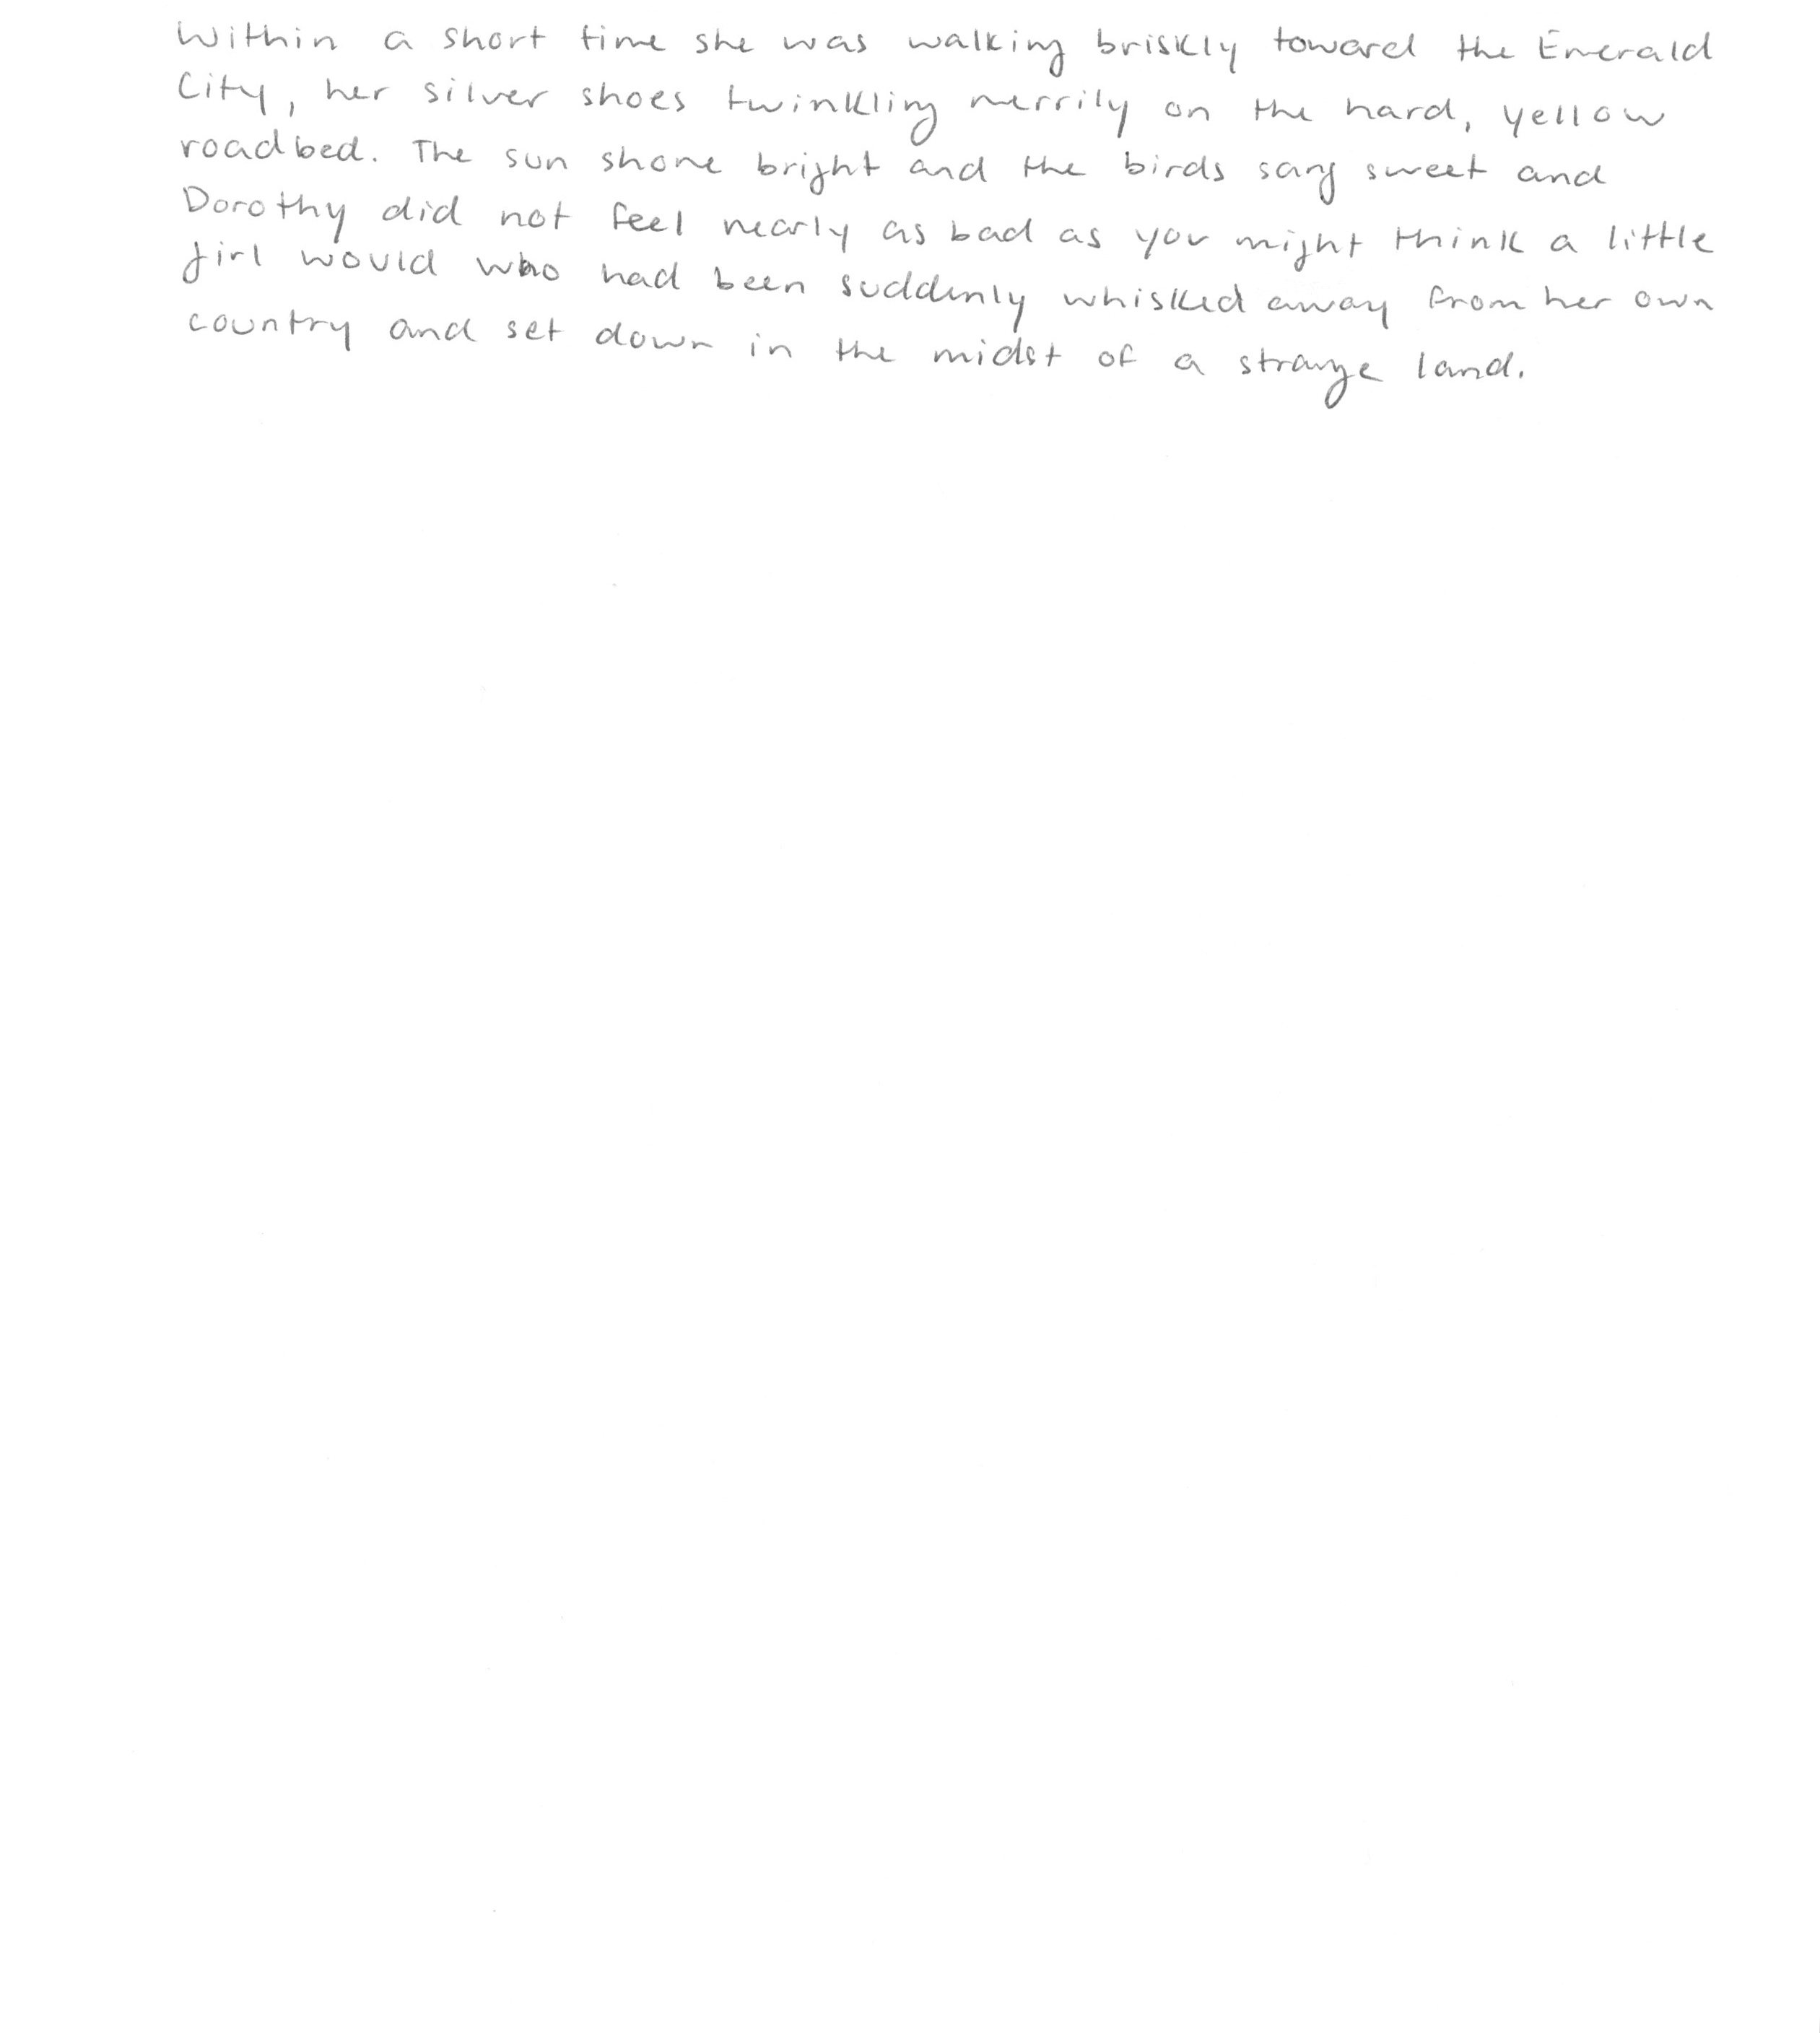 Within a short time she was walking briskly toward the Emerald
City, her silver shoes twinkling merrily on the hard, yellow
roadbed. The sun shone bright and the birds sang sweet and
Dorothy did not feel nearly as bad as you might think a little
girl would who had been suddenly whisked away from her own
country and set down in the midst of a strange land.